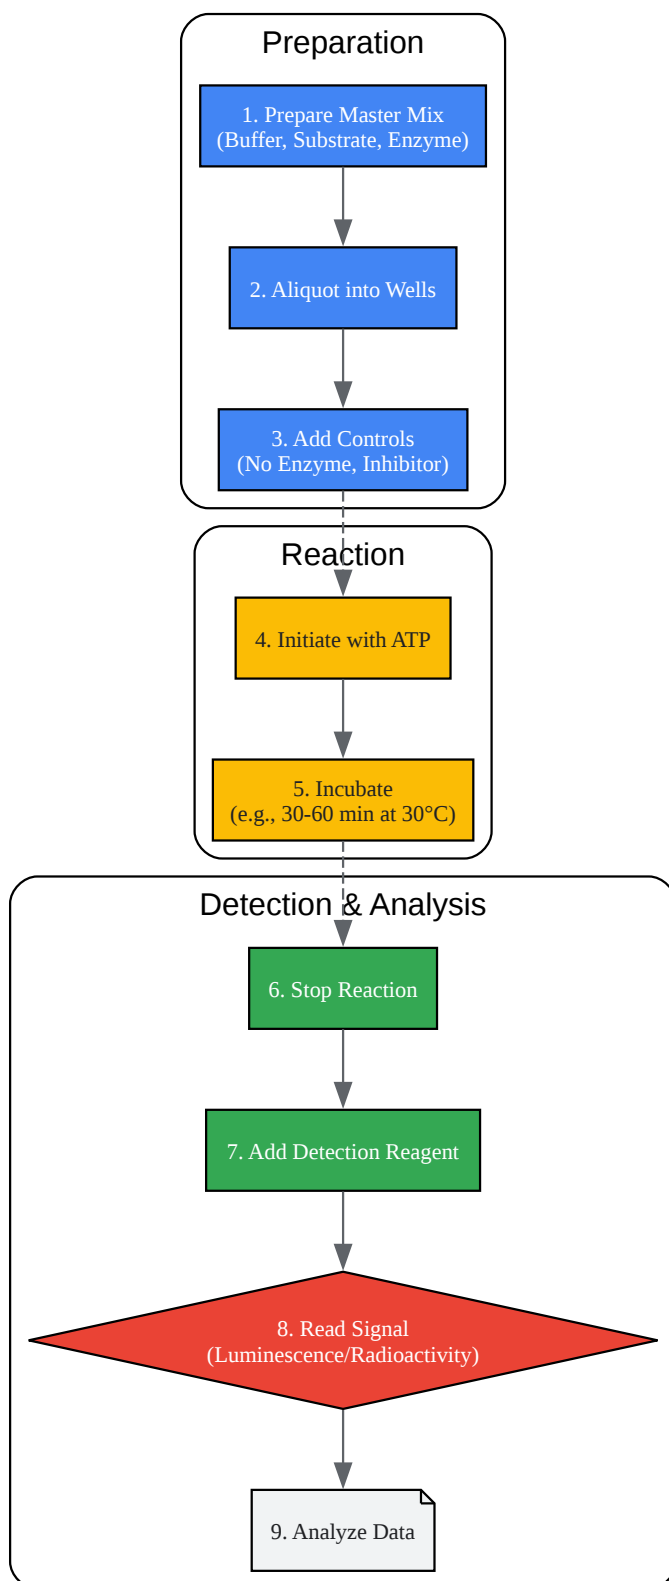 Preparation
1. Prepare Master Mix
(Buffer, Substrate, Enzyme)
2. Aliquot into Wells
3. Add Controls
(No Enzyme, Inhibitor)
Reaction
4. Initiate with ATP
5. Incubate
(e.g., 30-60 min at 30°C)
Detection & Analysis
6. Stop Reaction
7. Add Detection Reagent
8. Read Signal
(Luminescence/Radioactivity)
9. Analyze Data